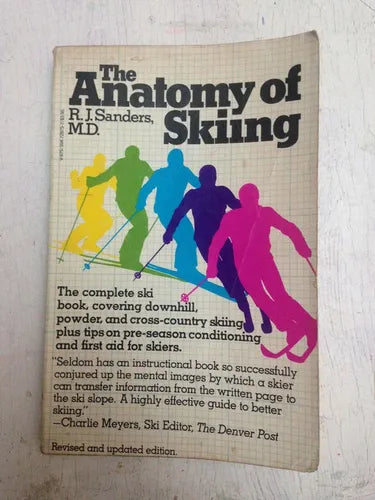 The
Anatomy of
R.J. Sanders,
M.D.
Skiing
The complete ski
book, covering downhill,
powder, and cross-country skiing
plus tips on pre-season conditioning
and first aid for skiers.
"Seldom has an instructional book so successfully
conjured up the mental images by which a skier
can transfer information from the written page to
the ski slope. A highly effective guide to better
skiing."
—Charlie Meyers, Ski Editor, The Denver Post
Revised and updated edition.